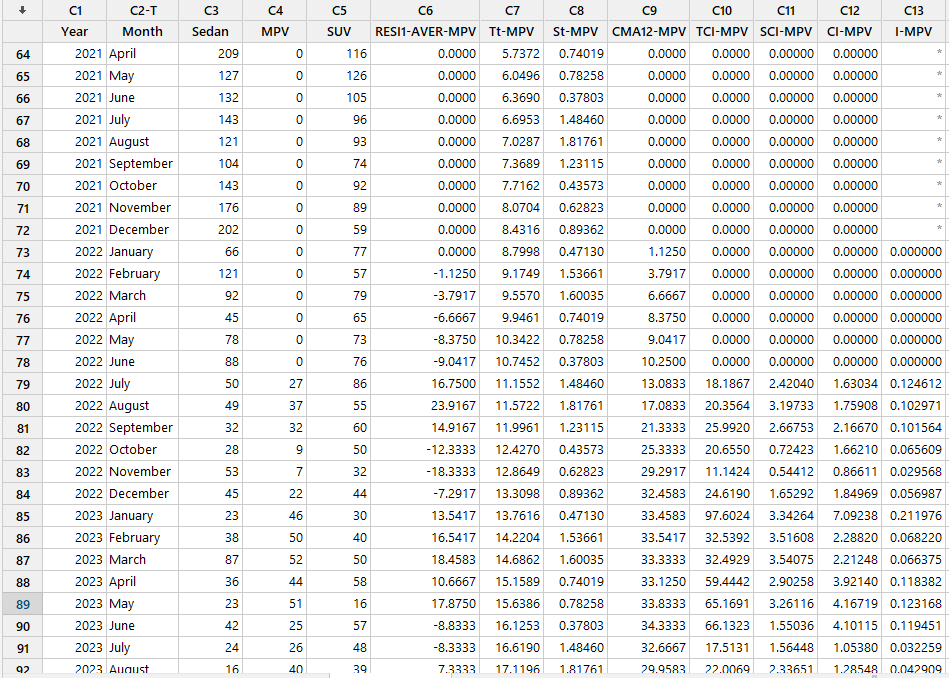 ↓ C1 C2-T C3 C4 C5 C6 C7 C8 C9 C10 C11 C12 C13
Year Month Sedan MPV SUV RESI1-AVER-MPV Tt-MPV St-MPV CMA12-MPV TCI-MPV SCI-MPV CI-MPV I-MPV
64 2021 April 209 0 116 0.0000 5.7372 0.74019 0.0000 0.0000 0.00000 0.00000 *
65 2021 May 127 0 126 0.0000 6.0496 0.78258 0.0000 0.0000 0.00000 0.00000 *
66 2021 June 132 0 105 0.0000 6.3690 0.37803 0.0000 0.0000 0.00000 0.00000 *
67 2021 July 143 0 96 0.0000 6.6953 1.48460 0.0000 0.0000 0.00000 0.00000 *
68 2021 August 121 0 93 0.0000 7.0287 1.81761 0.0000 0.0000 0.00000 0.00000 *
69 2021 September 104 0 74 0.0000 7.3689 1.23115 0.0000 0.0000 0.00000 0.00000 *
70 2021 October 143 0 92 0.0000 7.7162 0.43573 0.0000 0.0000 0.00000 0.00000 *
71 2021 November 176 0 89 0.0000 8.0704 0.62823 0.0000 0.0000 0.00000 0.00000 *
72 2021 December 202 0 59 0.0000 8.4316 0.89362 0.0000 0.0000 0.00000 0.00000 *
73 2022 January 66 0 77 0.0000 8.7998 0.47130 1.1250 0.0000 0.00000 0.00000 0.000000
74 2022 February 121 0 57 -1.1250 9.1749 1.53661 3.7917 0.0000 0.00000 0.00000 0.000000
75 2022 March 92 0 79 -3.7917 9.5570 1.60035 6.6667 0.0000 0.00000 0.00000 0.000000
76 2022 April 45 0 65 -6.6667 9.9461 0.74019 8.3750 0.0000 0.00000 0.00000 0.000000
77 2022 May 78 0 73 -8.3750 10.3422 0.78258 9.0417 0.0000 0.00000 0.00000 0.000000
78 2022 June 88 0 76 -9.0417 10.7452 0.37803 10.2500 0.0000 0.00000 0.00000 0.000000
79 2022 July 50 27 86 16.7500 11.1552 1.48460 13.0833 18.1867 2.42040 1.63034 0.124612
80 2022 August 49 37 55 23.9167 11.5722 1.81761 17.0833 20.3564 3.19733 1.75908 0.102971
81 2022 September 32 32 60 14.9167 11.9961 1.23115 21.3333 25.9920 2.66753 2.16670 0.101564
82 2022 October 28 9 50 -12.3333 12.4270 0.43573 25.3333 20.6550 0.72423 1.66210 0.065609
83 2022 November 53 7 32 -18.3333 12.8649 0.62823 29.2917 11.1424 0.54412 0.86611 0.029568
84 2022 December 45 22 44 -7.2917 13.3098 0.89362 32.4583 24.6190 1.65292 1.84969 0.056987
85 2023 January 23 46 30 13.5417 13.7616 0.47130 33.4583 97.6024 3.34264 7.09238 0.211976
86 2023 February 38 50 40 16.5417 14.2204 1.53661 33.5417 32.5392 3.51608 2.28820 0.068220
87 2023 March 87 52 50 18.4583 14.6862 1.60035 33.3333 32.4929 3.54075 2.21248 0.066375
88 2023 April 36 44 58 10.6667 15.1589 0.74019 33.1250 59.4442 2.90258 3.92140 0.118382
89 2023 May 23 51 16 17.8750 15.6386 0.78258 33.8333 65.1691 3.26116 4.16719 0.123168
90 2023 June 42 25 57 -8.8333 16.1253 0.37803 34.3333 66.1323 1.55036 4.10115 0.119451
91 2023 July 24 26 48 -8.3333 16.6190 1.48460 32.6667 17.5131 1.56448 1.05380 0.032259
92 2023 August 16 40 39 7.3333 17.1196 1.81761 29.9583 22.0069 2.33651 1.28548 0.042909